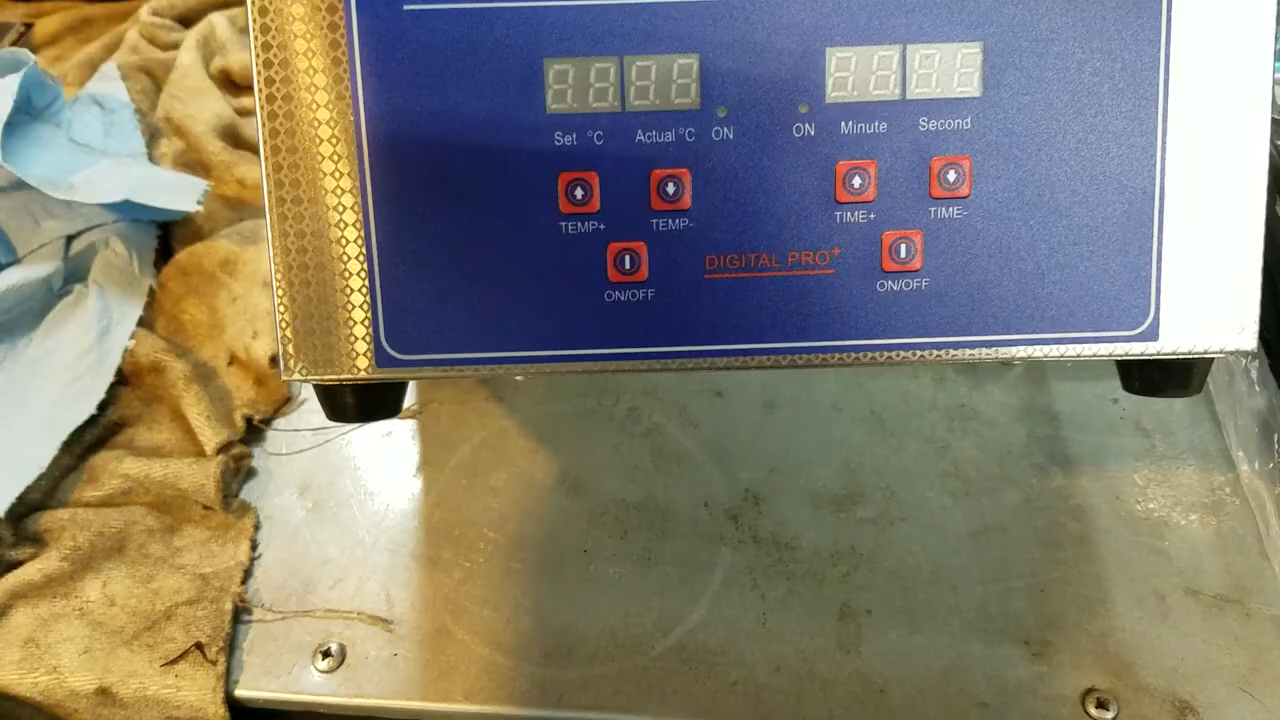 Set °C Actual °C ON
ON Minute Second
TEMP+ TEMP-
TIME+ TIME-
ON/OFF
DIGITAL PRO+
ON/OFF